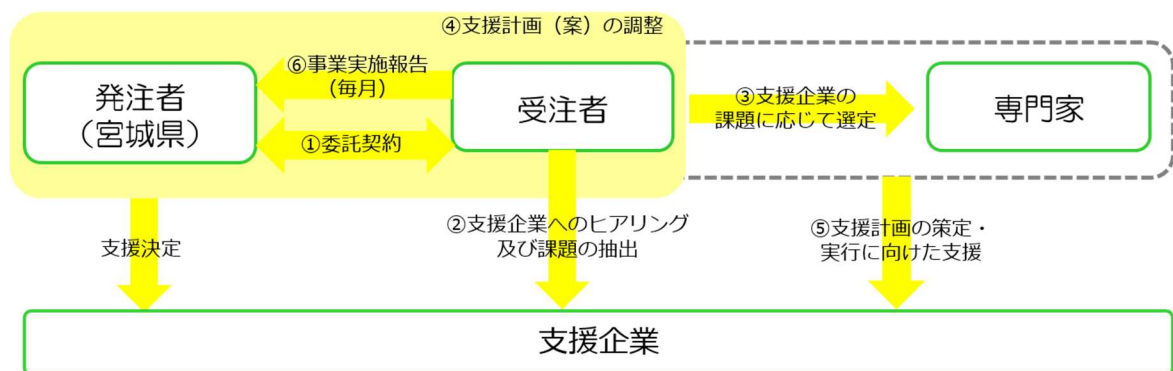 ④支援計画（案）の調整
⑥事業実施報告
（毎月）
発注者
（宮城県）
受注者
①委託契約
③支援企業の
課題に応じて選定
専門家
支援決定
②支援企業へのヒアリング
及び課題の抽出
⑤支援計画の策定・
実行に向けた支援
支援企業